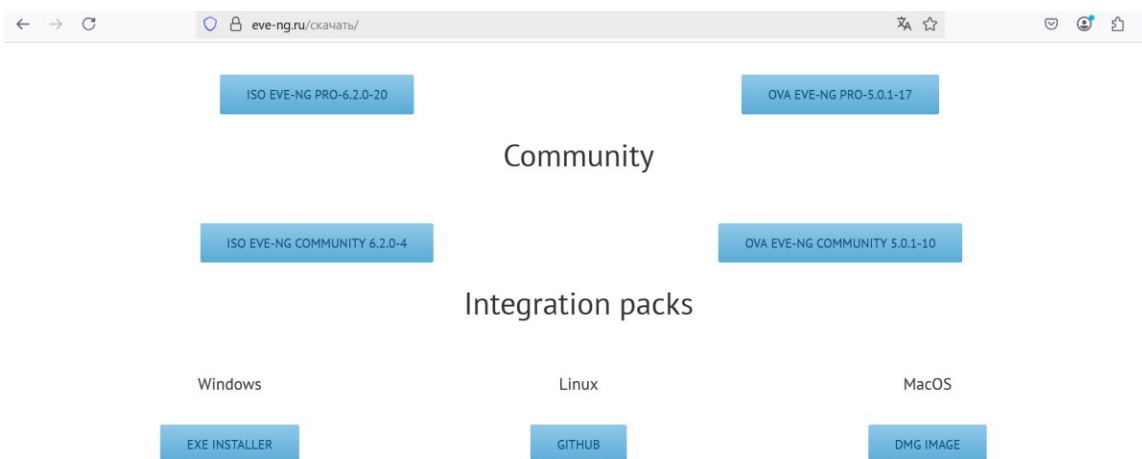 eve-ng.ru/скачать/
ISO EVE-NG PRO-6.2.0-20 OVA EVE-NG PRO-5.0.1-17
Community
ISO EVE-NG COMMUNITY 6.2.0-4 OVA EVE-NG COMMUNITY 5.0.1-10
Integration packs
Windows Linux MacOS
EXE INSTALLER GITHUB DMG IMAGE